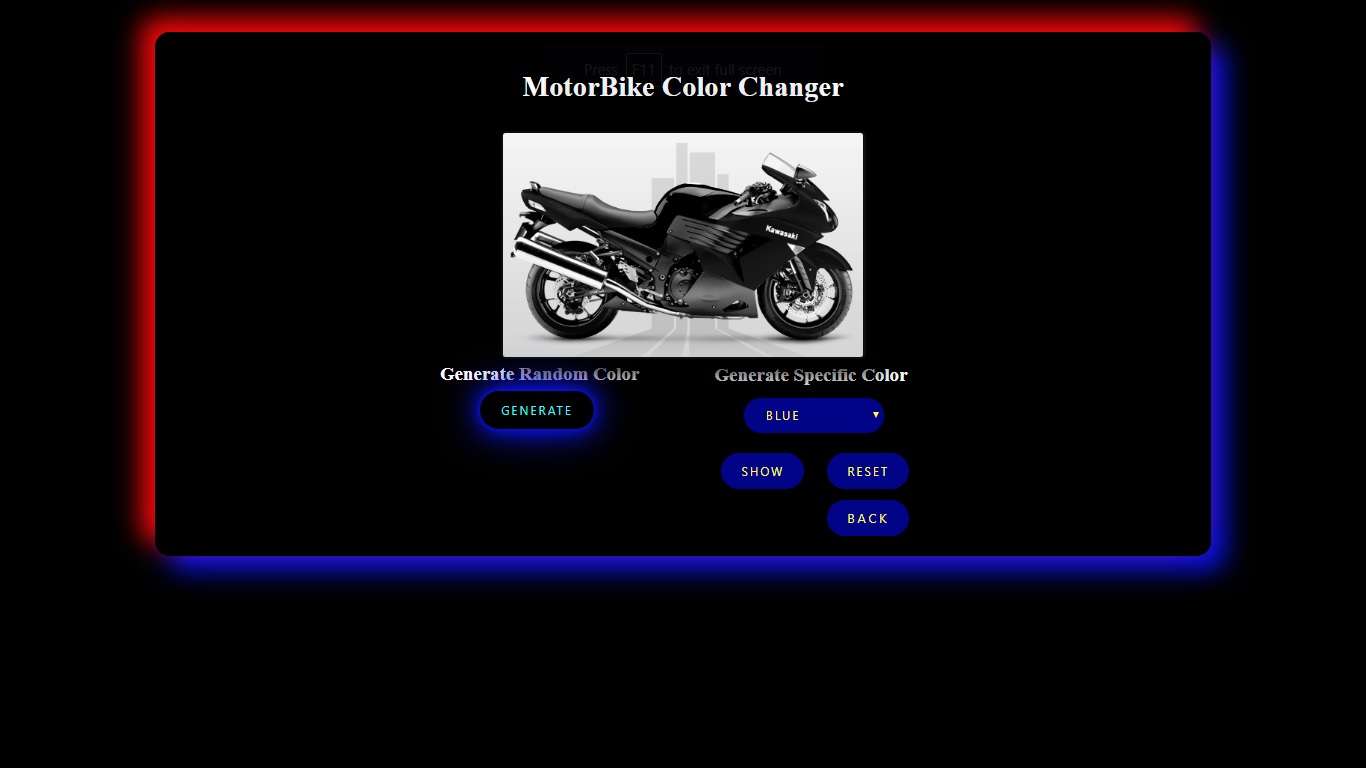 Press F11 to exit full screen
MotorBike Color Changer
Kawasaki
Generate Random Color
GENERATE
Generate Specific Color
BLUE
SHOW
RESET
BACK